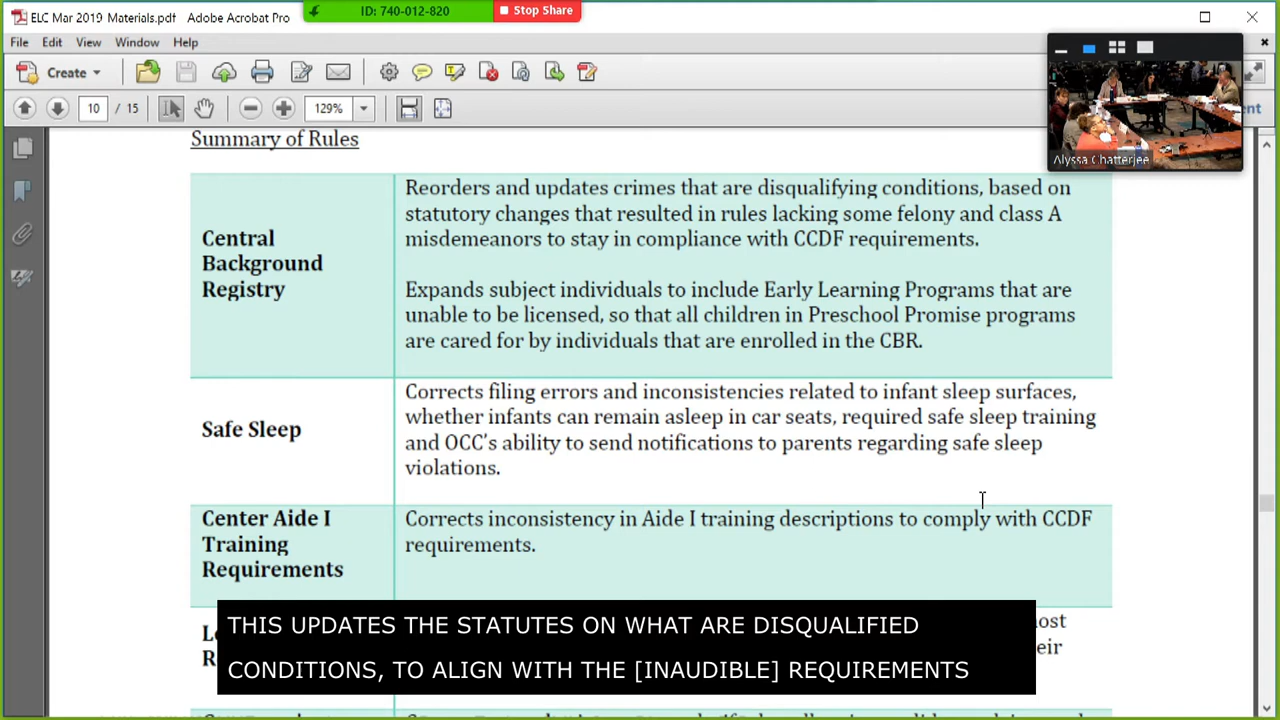 ELC Mar 2019 Materials.pdf - Adobe Acrobat Pro
ID: 740-012-820
Stop Share
File Edit View Window Help
Create
10 / 15
129%
Alyssa Chatterjee
Summary of Rules
Central
Background
Registry
Reorders and updates crimes that are disqualifying conditions, based on
statutory changes that resulted in rules lacking some felony and class A
misdemeanors to stay in compliance with CCDF requirements.
Expands subject individuals to include Early Learning Programs that are
unable to be licensed, so that all children in Preschool Promise programs
are cared for by individuals that are enrolled in the CBR.
Safe Sleep
Corrects filing errors and inconsistencies related to infant sleep surfaces,
whether infants can remain asleep in car seats, required safe sleep training
and OCC's ability to send notifications to parents regarding safe sleep
violations.
Center Aide I
Training
Requirements
Corrects inconsistency in Aide I training descriptions to comply with CCDF
requirements.
THIS UPDATES THE STATUTES ON WHAT ARE DISQUALIFIED
CONDITIONS, TO ALIGN WITH THE [INAUDIBLE] REQUIREMENTS